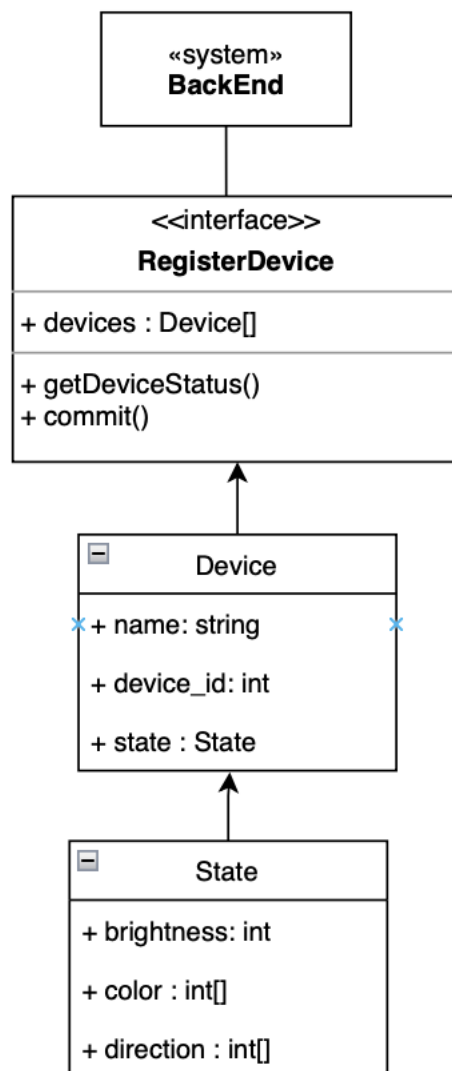 «system»
BackEnd
<<interface>>
RegisterDevice
+ devices : Device[]
+ getDeviceStatus()
+ commit()
Device
+ name: string
+ device_id: int
+ state : State
State
+ brightness: int
+ color : int[]
+ direction : int[]